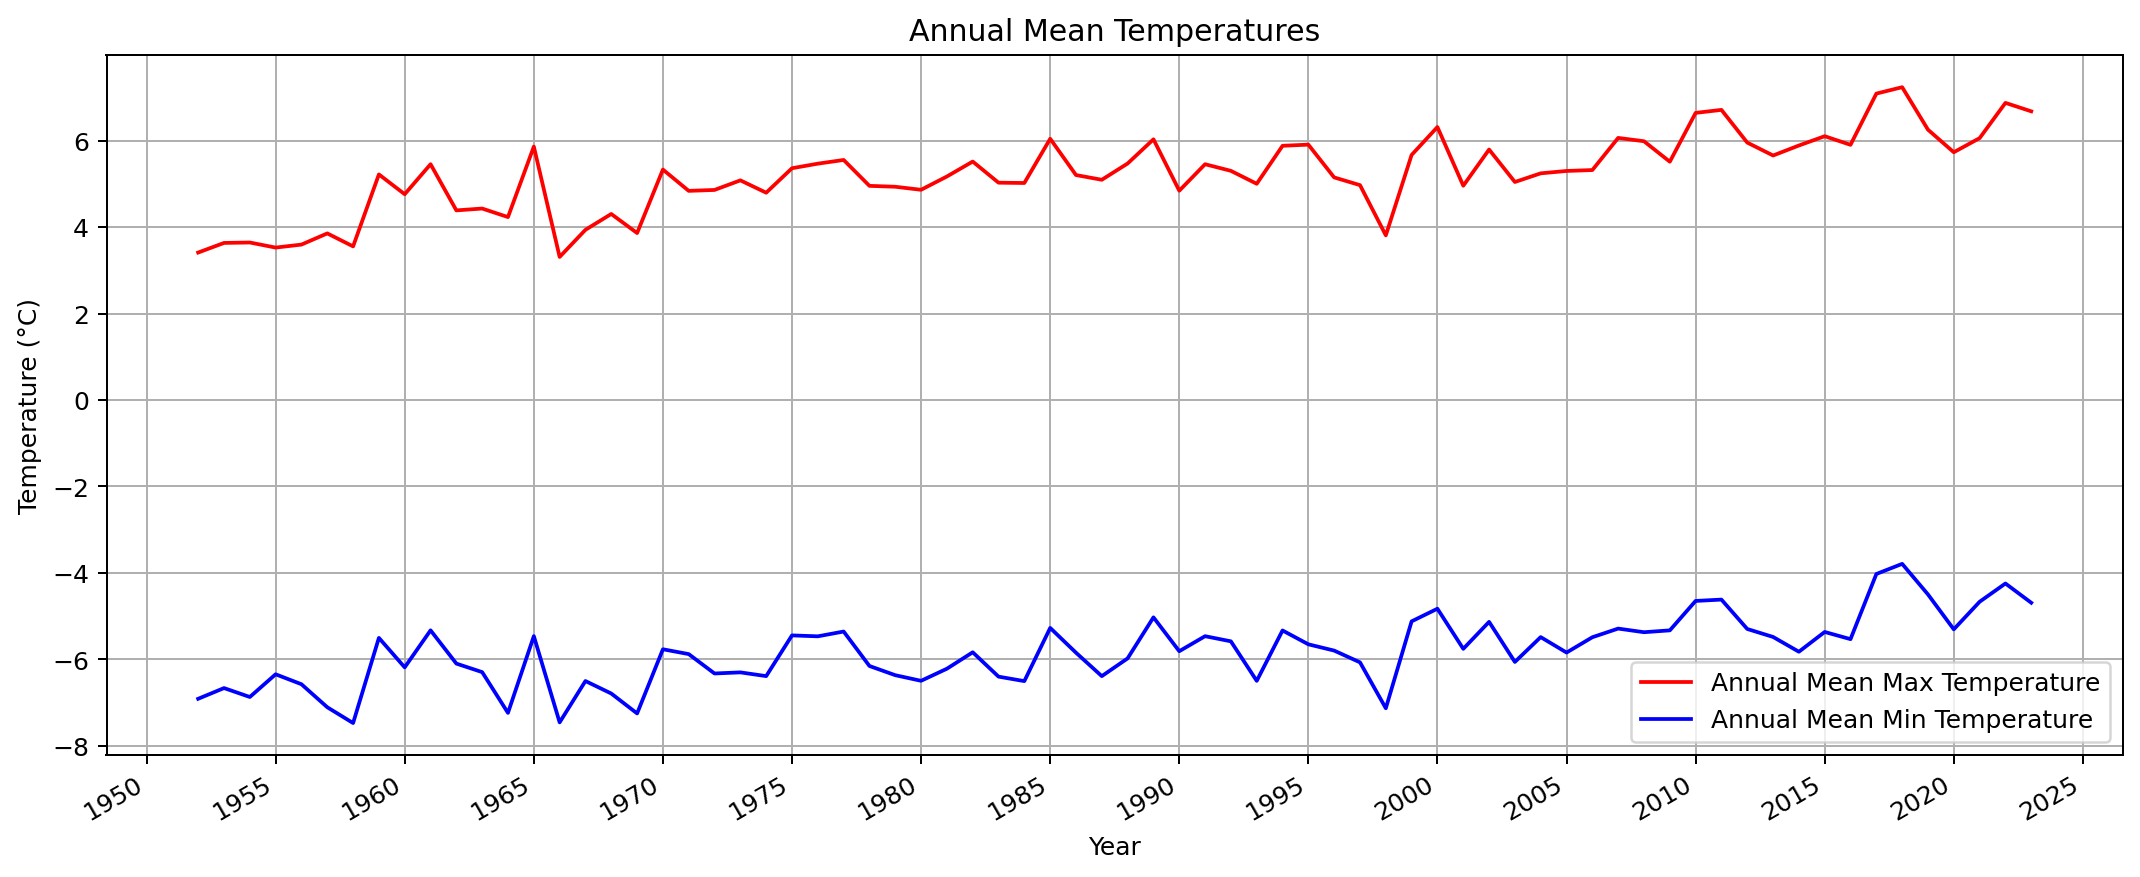 Annual Mean Temperatures
Temperature (°C)
6
4
2
0
−2
−4
−6
−8
Annual Mean Max Temperature
Annual Mean Min Temperature
1950 1955 1960 1965 1970 1975 1980 1985 1990 1995 2000 2005 2010 2015 2020 2025
Year